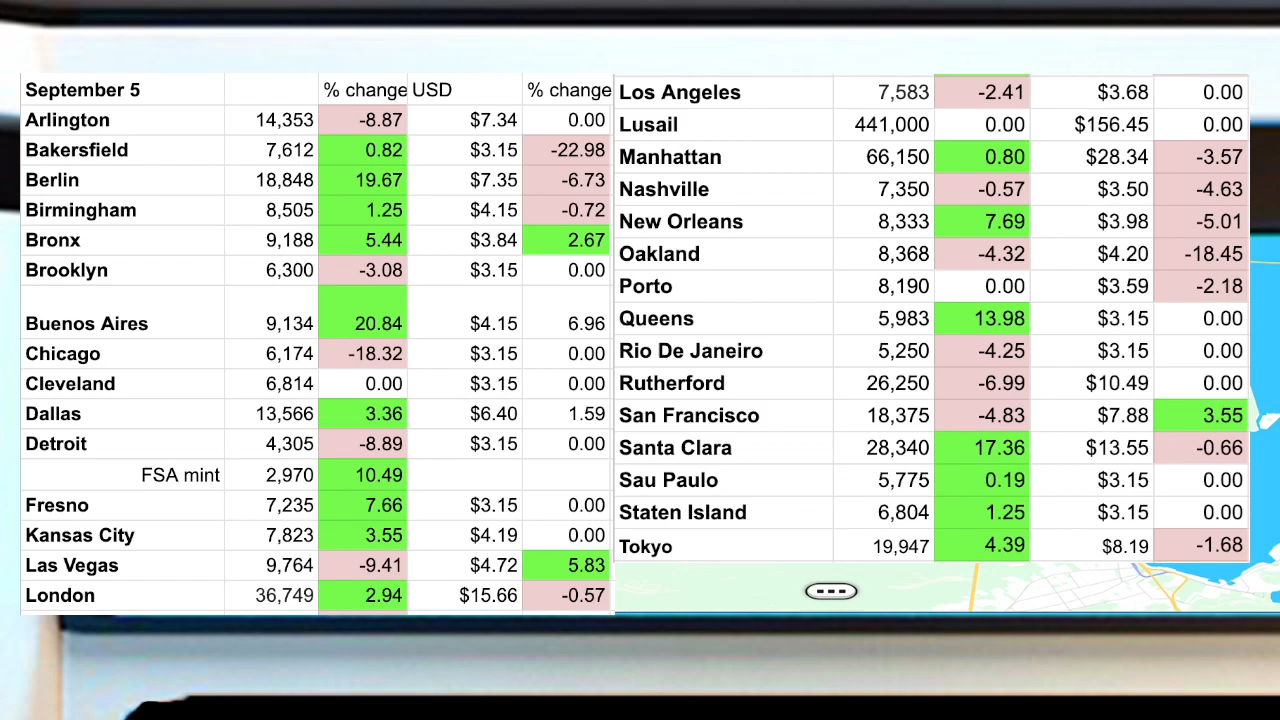 September 5 % change USD % change
Arlington 14,353 -8.87 $7.34 0.00
Bakersfield 7,612 0.82 $3.15 -22.98
Berlin 18,848 19.67 $7.35 -6.73
Birmingham 8,505 1.25 $4.15 -0.72
Bronx 9,188 5.44 $3.84 2.67
Brooklyn 6,300 -3.08 $3.15 0.00
Buenos Aires 9,134 20.84 $4.15 6.96
Chicago 6,174 -18.32 $3.15 0.00
Cleveland 6,814 0.00 $3.15 0.00
Dallas 13,566 3.36 $6.40 1.59
Detroit 4,305 -8.89 $3.15 0.00
FSA mint 2,970 10.49
Fresno 7,235 7.66 $3.15 0.00
Kansas City 7,823 3.55 $4.19 0.00
Las Vegas 9,764 -9.41 $4.72 5.83
London 36,749 2.94 $15.66 -0.57
Los Angeles 7,583 -2.41 $3.68 0.00
Lusail 441,000 0.00 $156.45 0.00
Manhattan 66,150 0.80 $28.34 -3.57
Nashville 7,350 -0.57 $3.50 -4.63
New Orleans 8,333 7.69 $3.98 -5.01
Oakland 8,368 -4.32 $4.20 -18.45
Porto 8,190 0.00 $3.59 -2.18
Queens 5,983 13.98 $3.15 0.00
Rio De Janeiro 5,250 -4.25 $3.15 0.00
Rutherford 26,250 -6.99 $10.49 0.00
San Francisco 18,375 -4.83 $7.88 3.55
Santa Clara 28,340 17.36 $13.55 -0.66
Sau Paulo 5,775 0.19 $3.15 0.00
Staten Island 6,804 1.25 $3.15 0.00
Tokyo 19,947 4.39 $8.19 -1.68